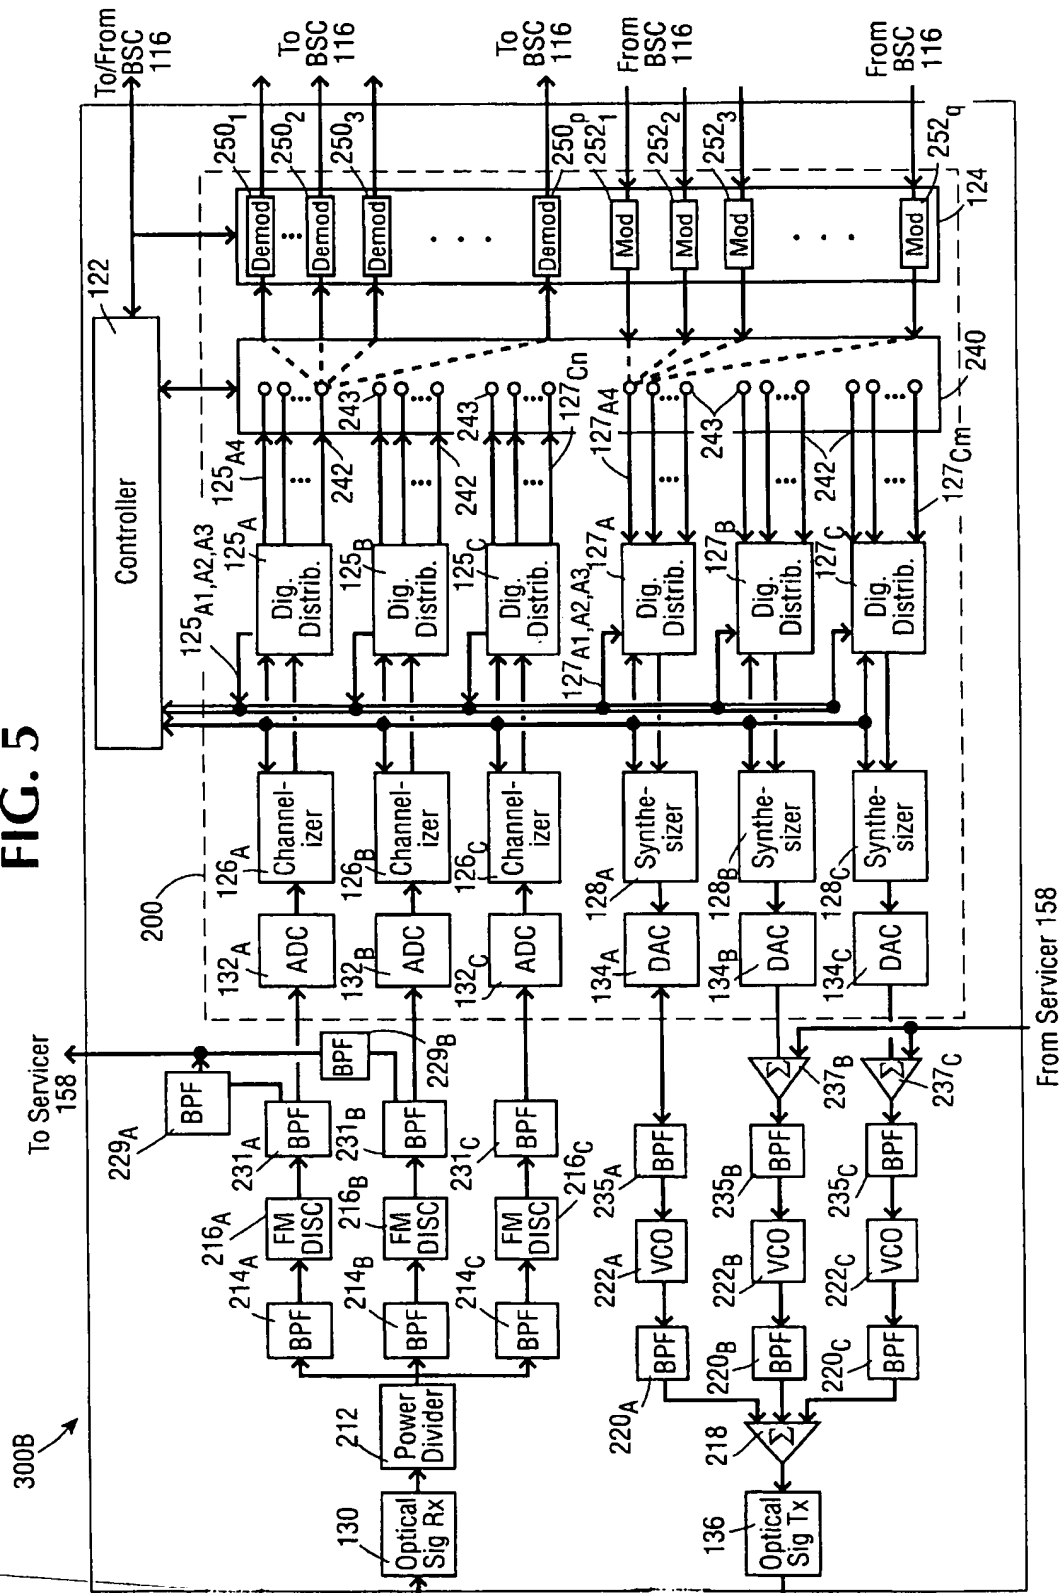 FIG. 5
300B
200
122
Controller
To/From
BSC
116
To
BSC
116
To
BSC
116
From
BSC
116
From
BSC
116
To Servicer
158
From Servicer 158
130
Optical
Sig Rx
212
Power
Divider
214A
BPF
214B
BPF
214C
BPF
216A
FM
DISC
216B
FM
DISC
216C
FM
DISC
229A
BPF
229B
BPF
231A
BPF
231B
BPF
231C
BPF
132A
ADC
132B
ADC
132C
ADC
126A
Channel-
izer
126B
Channel-
izer
126C
Channel-
izer
125A1,A2,A3
125A
Dig.
Distrib.
125B
Dig.
Distrib.
125C
Dig.
Distrib.
125A4
242
243
242
243
127Cn
250₁
Demod
250₂
Demod
250₃
Demod
250p
Demod
136
Optical
Sig Tx
218
Σ
220A
BPF
220B
BPF
220C
BPF
222A
VCO
222B
VCO
222C
VCO
235A
BPF
235B
BPF
235C
BPF
237B
Σ
237C
Σ
134A
DAC
134B
DAC
134C
DAC
128A
Synthe-
sizer
128B
Synthe-
sizer
128C
Synthe-
sizer
127A1,A2,A3
127A
Dig.
Distrib.
127B
Dig.
Distrib.
127C
Dig.
Distrib.
127A4
243
242
127Cm
240
252₁
Mod
252₂
Mod
252₃
Mod
252q
Mod
124